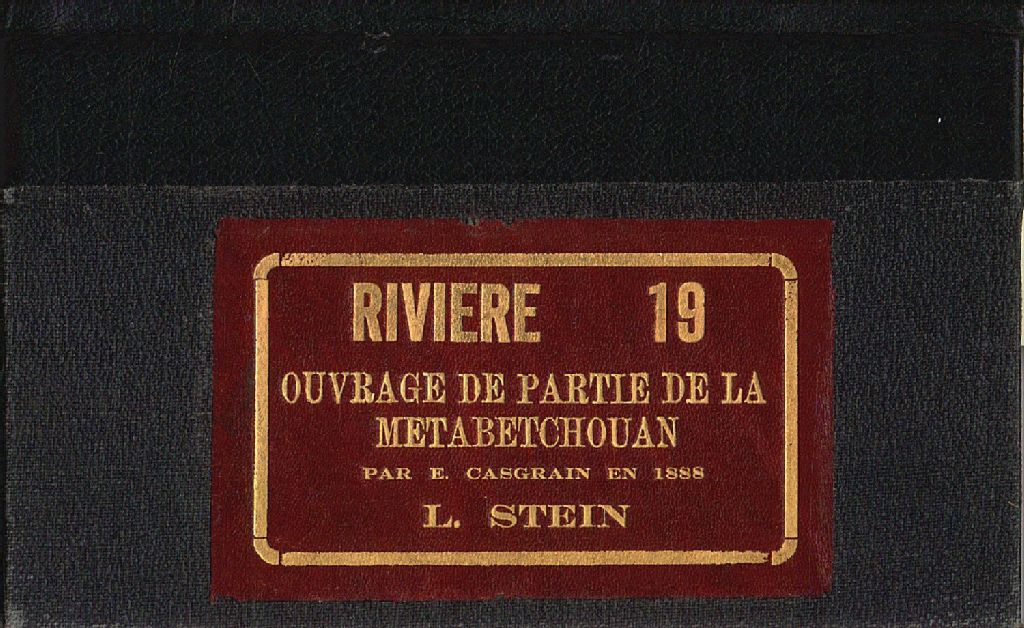 RIVIERE 19
OUVRAGE DE PARTIE DE LA
METABETCHOUAN
PAR E. CASGRAIN EN 1888
L. STEIN